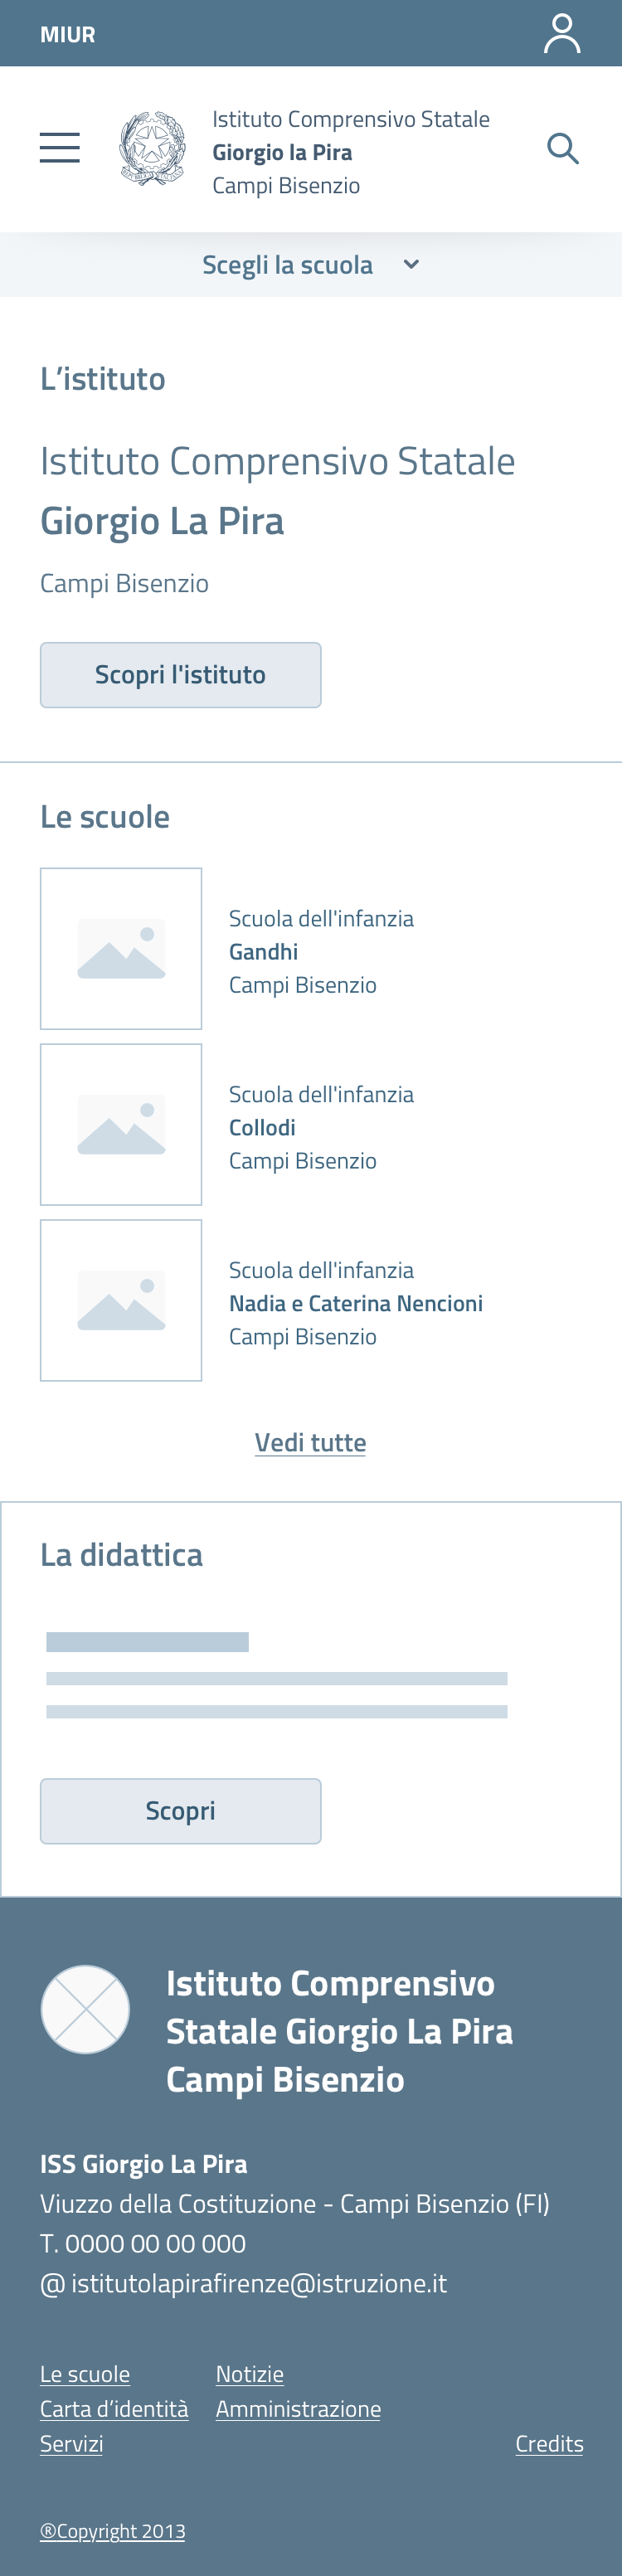 MIUR
Istituto Comprensivo Statale
Giorgio la Pira
Campi Bisenzio
Scegli la scuola
L’istituto
Istituto Comprensivo Statale
Giorgio La Pira
Campi Bisenzio
Scopri l'istituto
Le scuole
Scuola dell'infanzia
Gandhi
Campi Bisenzio
Scuola dell'infanzia
Collodi
Campi Bisenzio
Scuola dell'infanzia
Nadia e Caterina Nencioni
Campi Bisenzio
Vedi tutte
La didattica
Scopri
Istituto Comprensivo
Statale Giorgio La Pira
Campi Bisenzio
ISS Giorgio La Pira
Viuzzo della Costituzione - Campi Bisenzio (FI)
T. 0000 00 00 000
@ istitutolapirafirenze@istruzione.it
Le scuole Notizie
Carta d’identità Amministrazione
Servizi Credits
®Copyright 2013